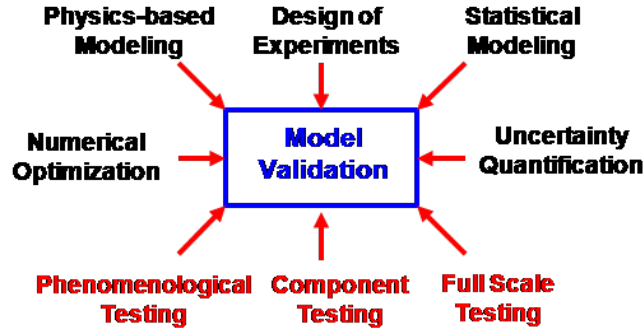 Physics-based
Modeling
Design of
Experiments
Statistical
Modeling
Numerical
Optimization
Model
Validation
Uncertainty
Quantification
Phenomenological
Testing
Component
Testing
Full Scale
Testing